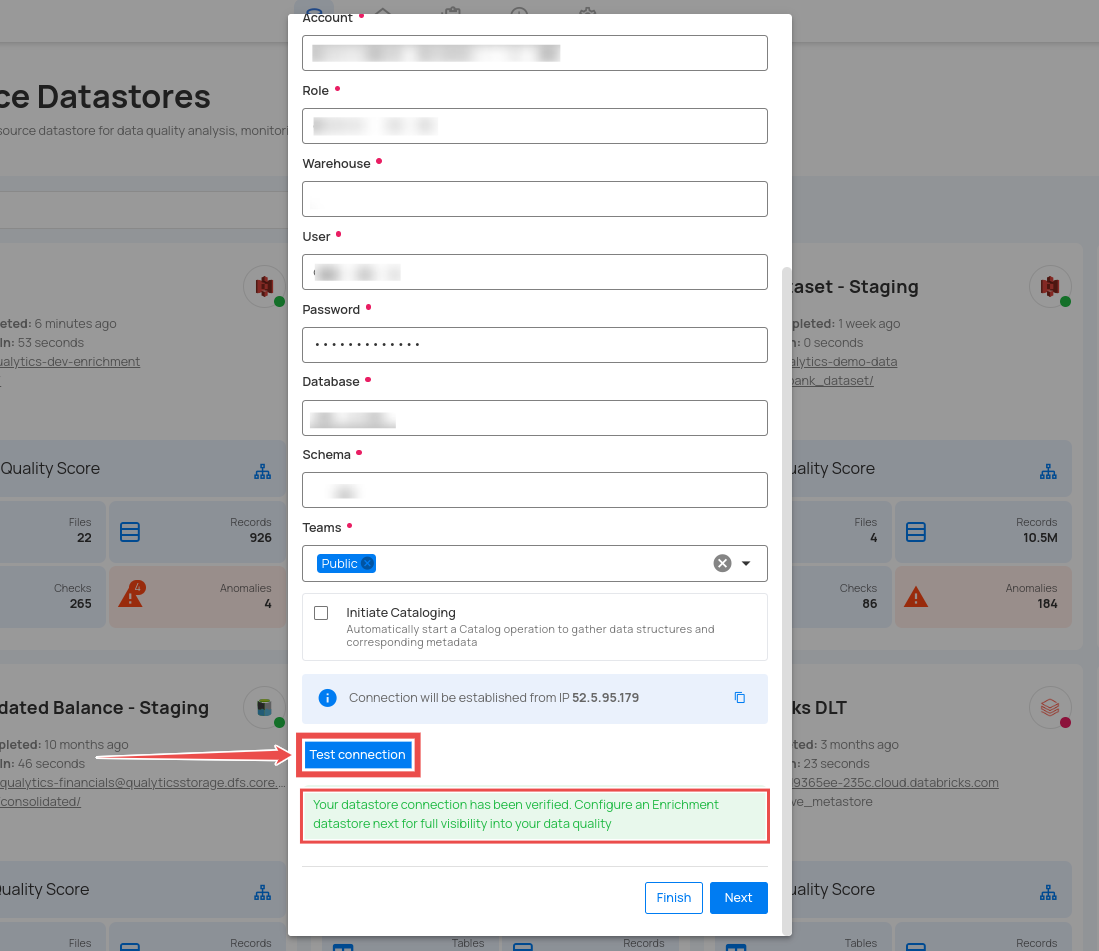 Account
ce Datastores
source datastore for data quality analysis, monitori
Role
Warehouse
User
Password
Database
Schema
Teams
Public
Initiate Cataloging
Automatically start a Catalog operation to gather data structures and
corresponding metadata
Connection will be established from IP 52.5.95.179
Test connection
Your datastore connection has been verified. Configure an Enrichment
datastore next for full visibility into your data quality
Finish
Next
eted: 6 minutes ago
In: 53 seconds
ualytics-dev-enrichment
/
Quality Score
Files
22
Records
926
Checks
265
4
Anomalies
4
dated Balance - Staging
pleted: 10 months ago
In: 46 seconds
qualytics-financials@qualyticsstorage.dfs.core....
consolidated/
Quality Score
Files
Records
Tables
Records
taset - Staging
pleted: 1 week ago
n: 0 seconds
alytics-demo-data
bank_dataset/
uality Score
Files
4
Records
10.5M
Checks
86
Anomalies
184
ks DLT
ted: 3 months ago
n: 23 seconds
9365ee-235c.cloud.databricks.com
ve_metastore
uality Score
Tables
Records